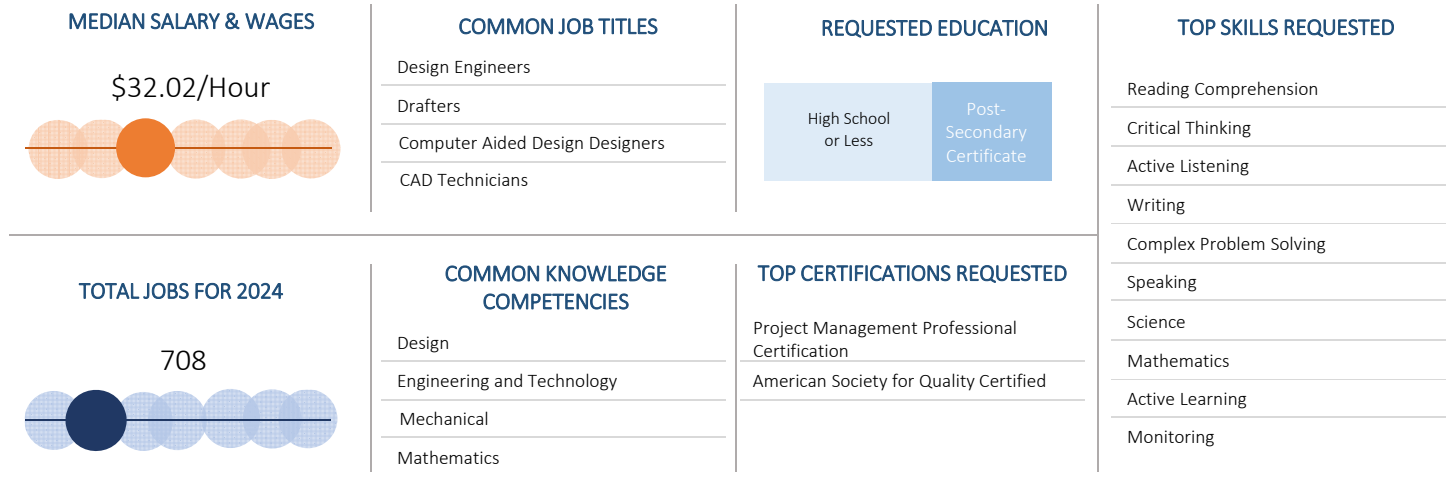 MEDIAN SALARY & WAGES
$32.02/Hour
COMMON JOB TITLES
Design Engineers
Drafters
Computer Aided Design Designers
CAD Technicians
REQUESTED EDUCATION
High School
or Less
Post-
Secondary
Certificate
TOP SKILLS REQUESTED
Reading Comprehension
Critical Thinking
Active Listening
Writing
Complex Problem Solving
Speaking
Science
Mathematics
Active Learning
Monitoring
TOTAL JOBS FOR 2024
708
COMMON KNOWLEDGE
COMPETENCIES
Design
Engineering and Technology
Mechanical
Mathematics
TOP CERTIFICATIONS REQUESTED
Project Management Professional
Certification
American Society for Quality Certified